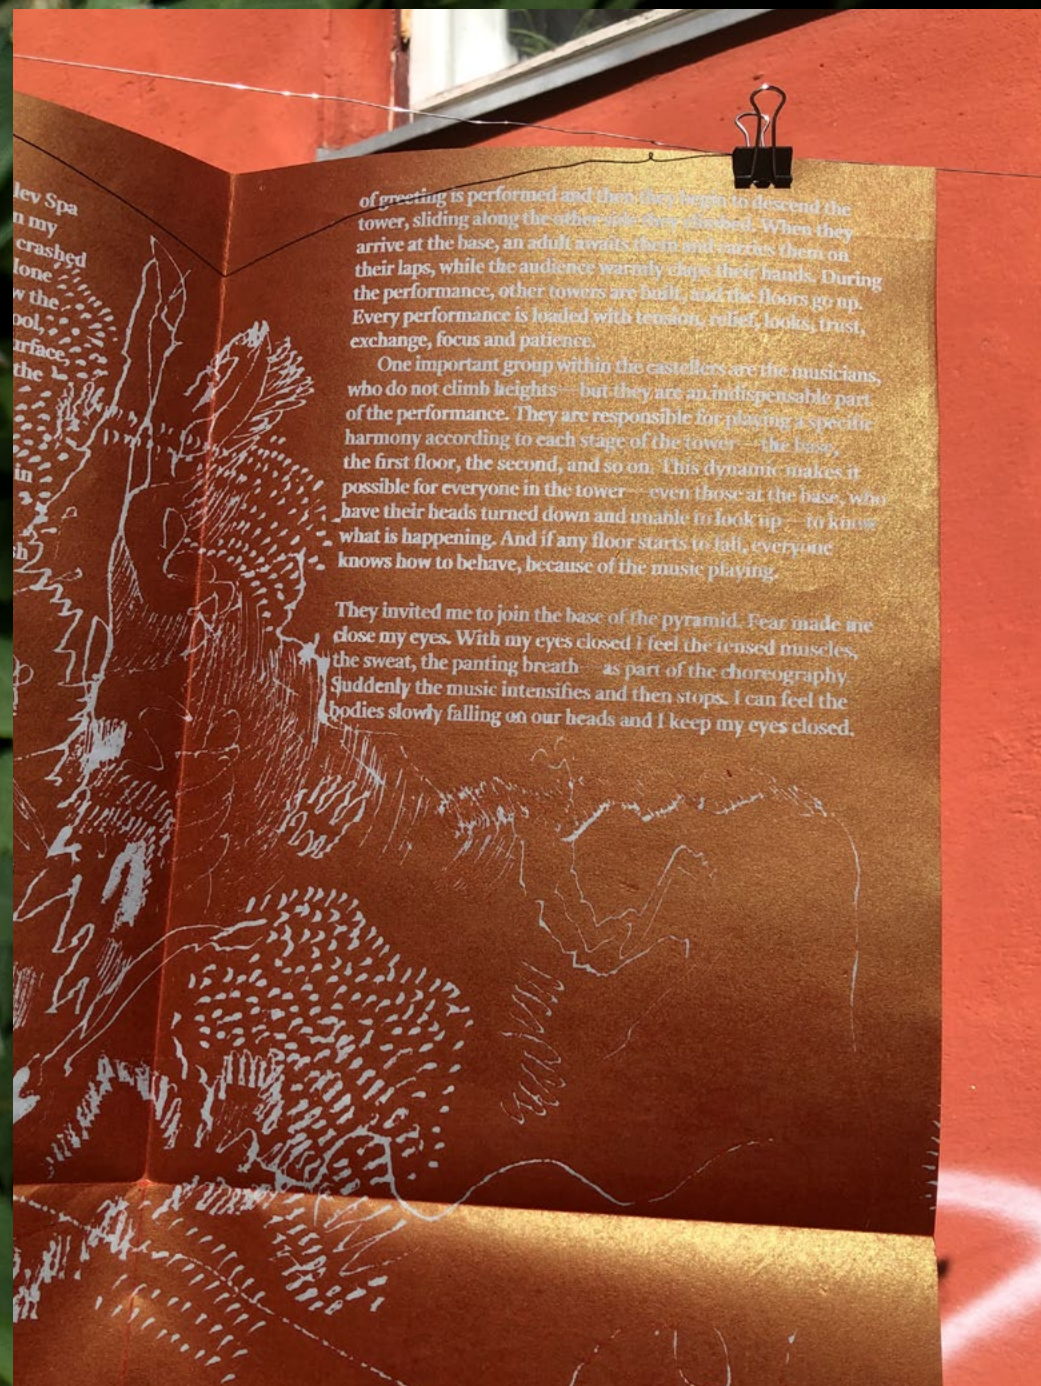 lev Spa
n my
crashed
lone
w the
ool,
urface,
the
in
sh
of greeting is performed and then they begin to descend the
tower, sliding along the other side they climbed. When they
arrive at the base, an adult awaits them and carries them on
their laps, while the audience warmly claps their hands. During
the performance, other towers are built, and the floors go up.
Every performance is loaded with tension, relief, looks, trust,
exchange, focus and patience.
One important group within the castellers are the musicians,
who do not climb heights — but they are an indispensable part
of the performance. They are responsible for playing a specific
harmony according to each stage of the tower — the base,
the first floor, the second, and so on. This dynamic makes it
possible for everyone in the tower — even those at the base, who
have their heads turned down and unable to look up — to know
what is happening. And if any floor starts to fall, everyone
knows how to behave, because of the music playing.
They invited me to join the base of the pyramid. Fear made me
close my eyes. With my eyes closed I feel the tensed muscles,
the sweat, the panting breath — as part of the choreography.
Suddenly the music intensifies and then stops. I can feel the
bodies slowly falling on our heads and I keep my eyes closed.